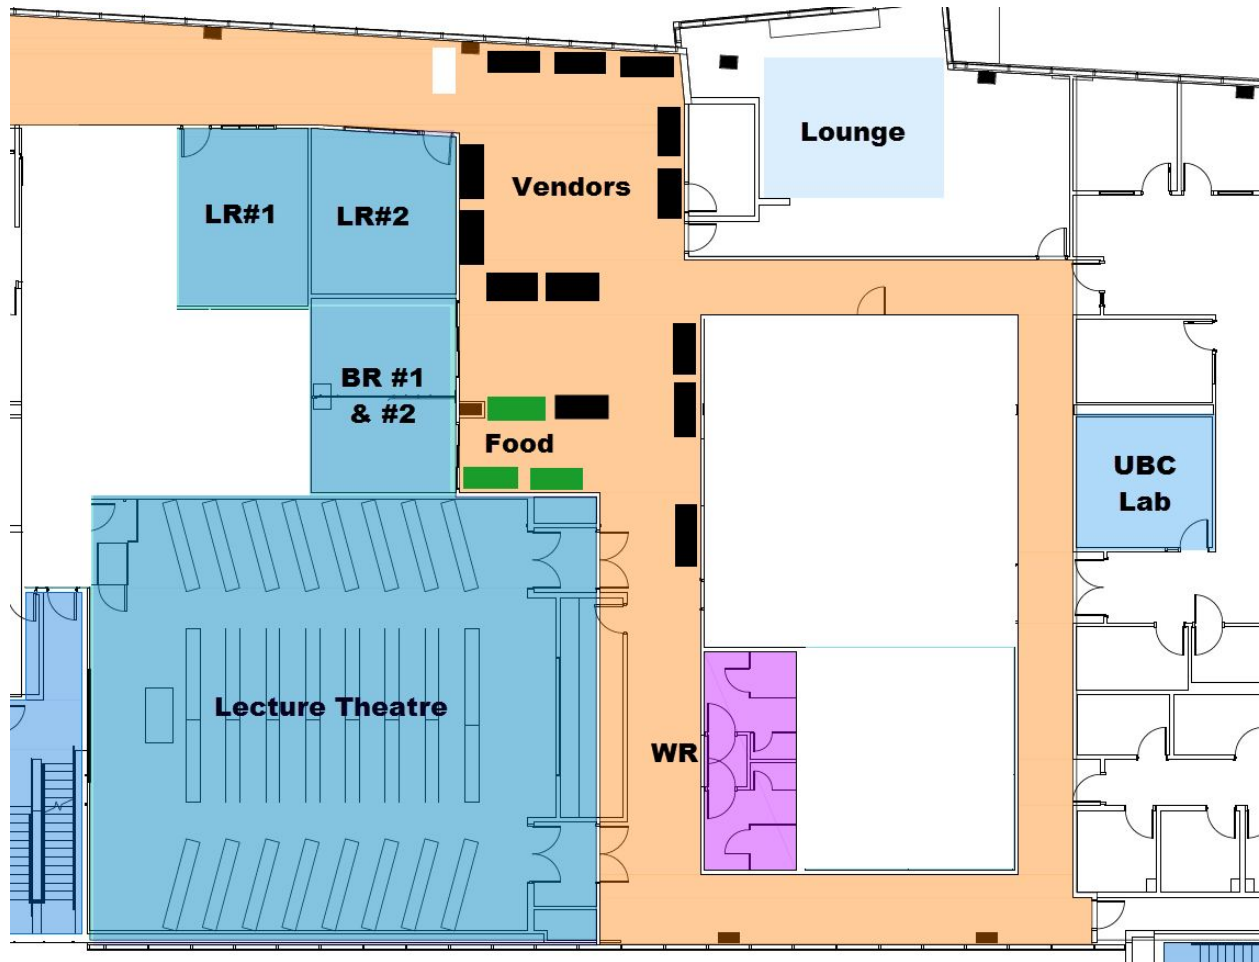 Lounge
Vendors
LR#1
LR#2
BR #1
& #2
Food
UBC
Lab
Lecture Theatre
WR